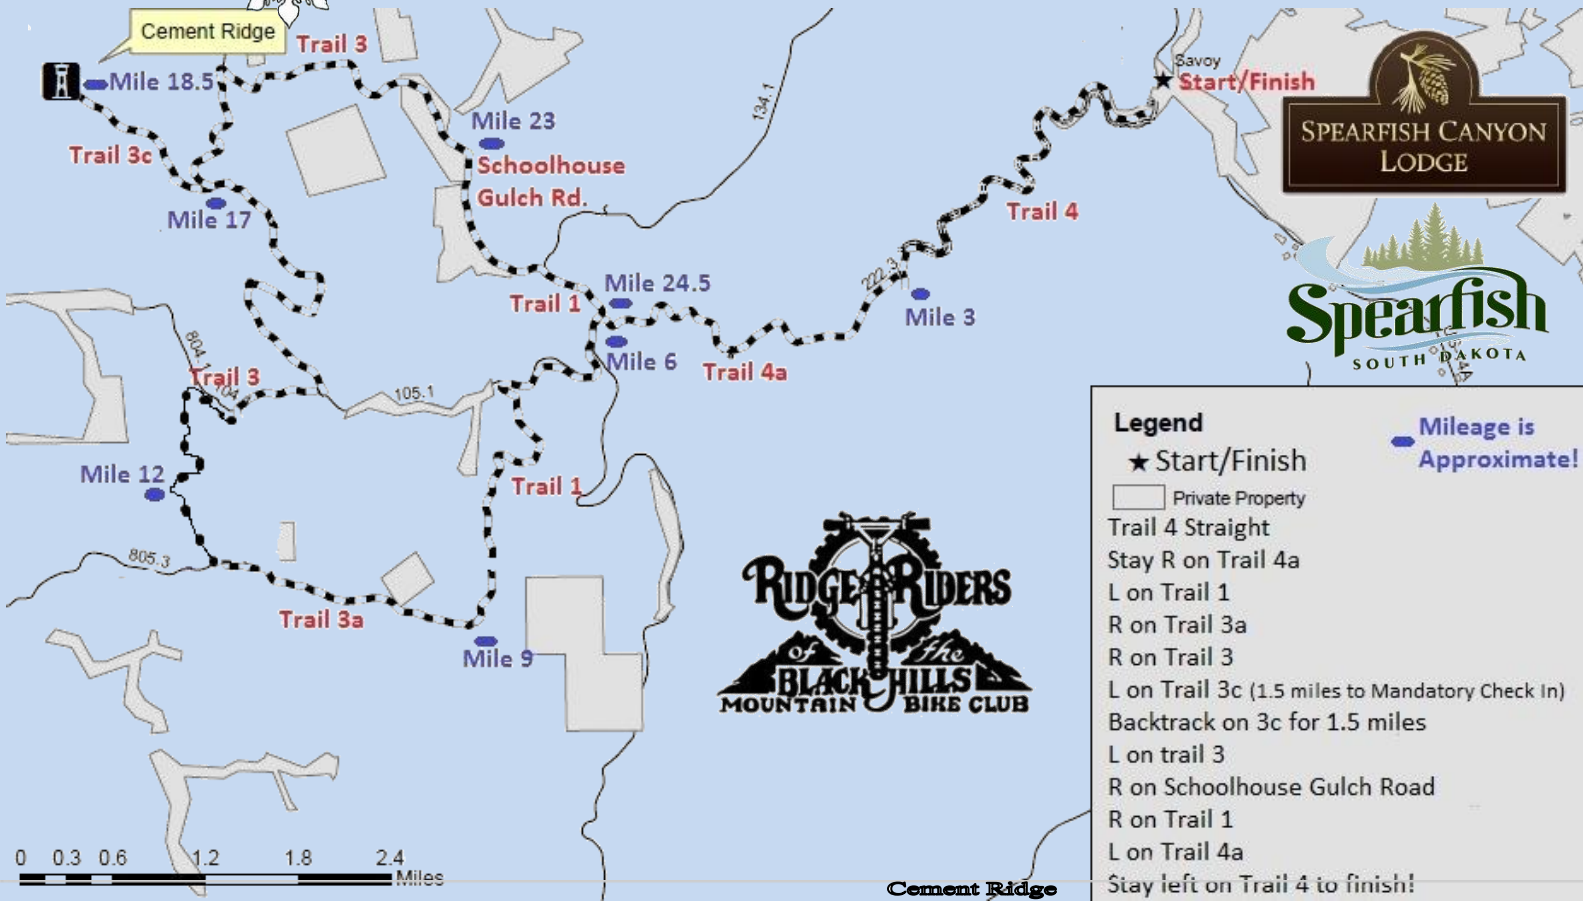 Cement Ridge
Trail 3
Mile 18.5
Trail 3c
Mile 17
Mile 23
Schoolhouse
Gulch Rd.
134.1
Savoy
Start/Finish
SPEARFISH CANYON
LODGE
Trail 4
222.3
Mile 3
Mile 24.5
Trail 1
Mile 6
Trail 4a
Spearfish
SOUTH DAKOTA
804.1
104
Trail 3
105.1
Mile 12
Trail 1
805.3
Trail 3a
Mile 9
RIDGE RIDERS
of the
BLACK HILLS
MOUNTAIN BIKE CLUB
Legend
Start/Finish
Private Property
Mileage is
Approximate!
Trail 4 Straight
Stay R on Trail 4a
L on Trail 1
R on Trail 3a
R on Trail 3
L on Trail 3c (1.5 miles to Mandatory Check In)
Backtrack on 3c for 1.5 miles
L on trail 3
R on Schoolhouse Gulch Road
R on Trail 1
L on Trail 4a
Stay left on Trail 4 to finish!
0 0.3 0.6 1.2 1.8 2.4
Miles
Cement Ridge